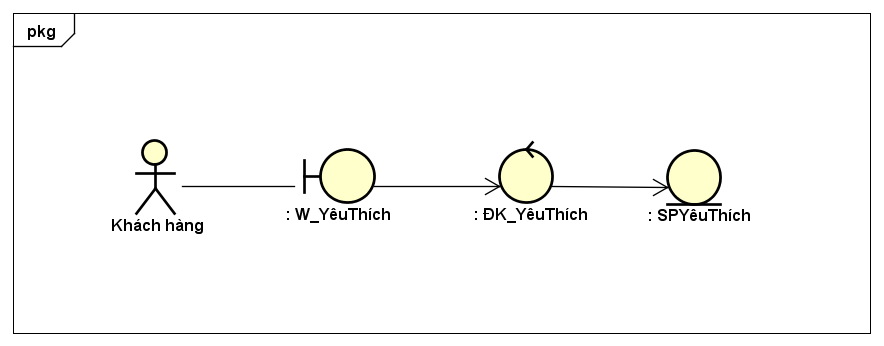 pkg
Khách hàng
: W_YêuThích
: ĐK_YêuThích
: SPYêuThích